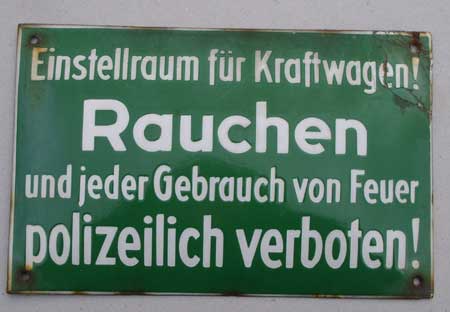 Einstellraum für Kraftwagen!
Rauchen
und jeder Gebrauch von Feuer
polizeilich verboten!